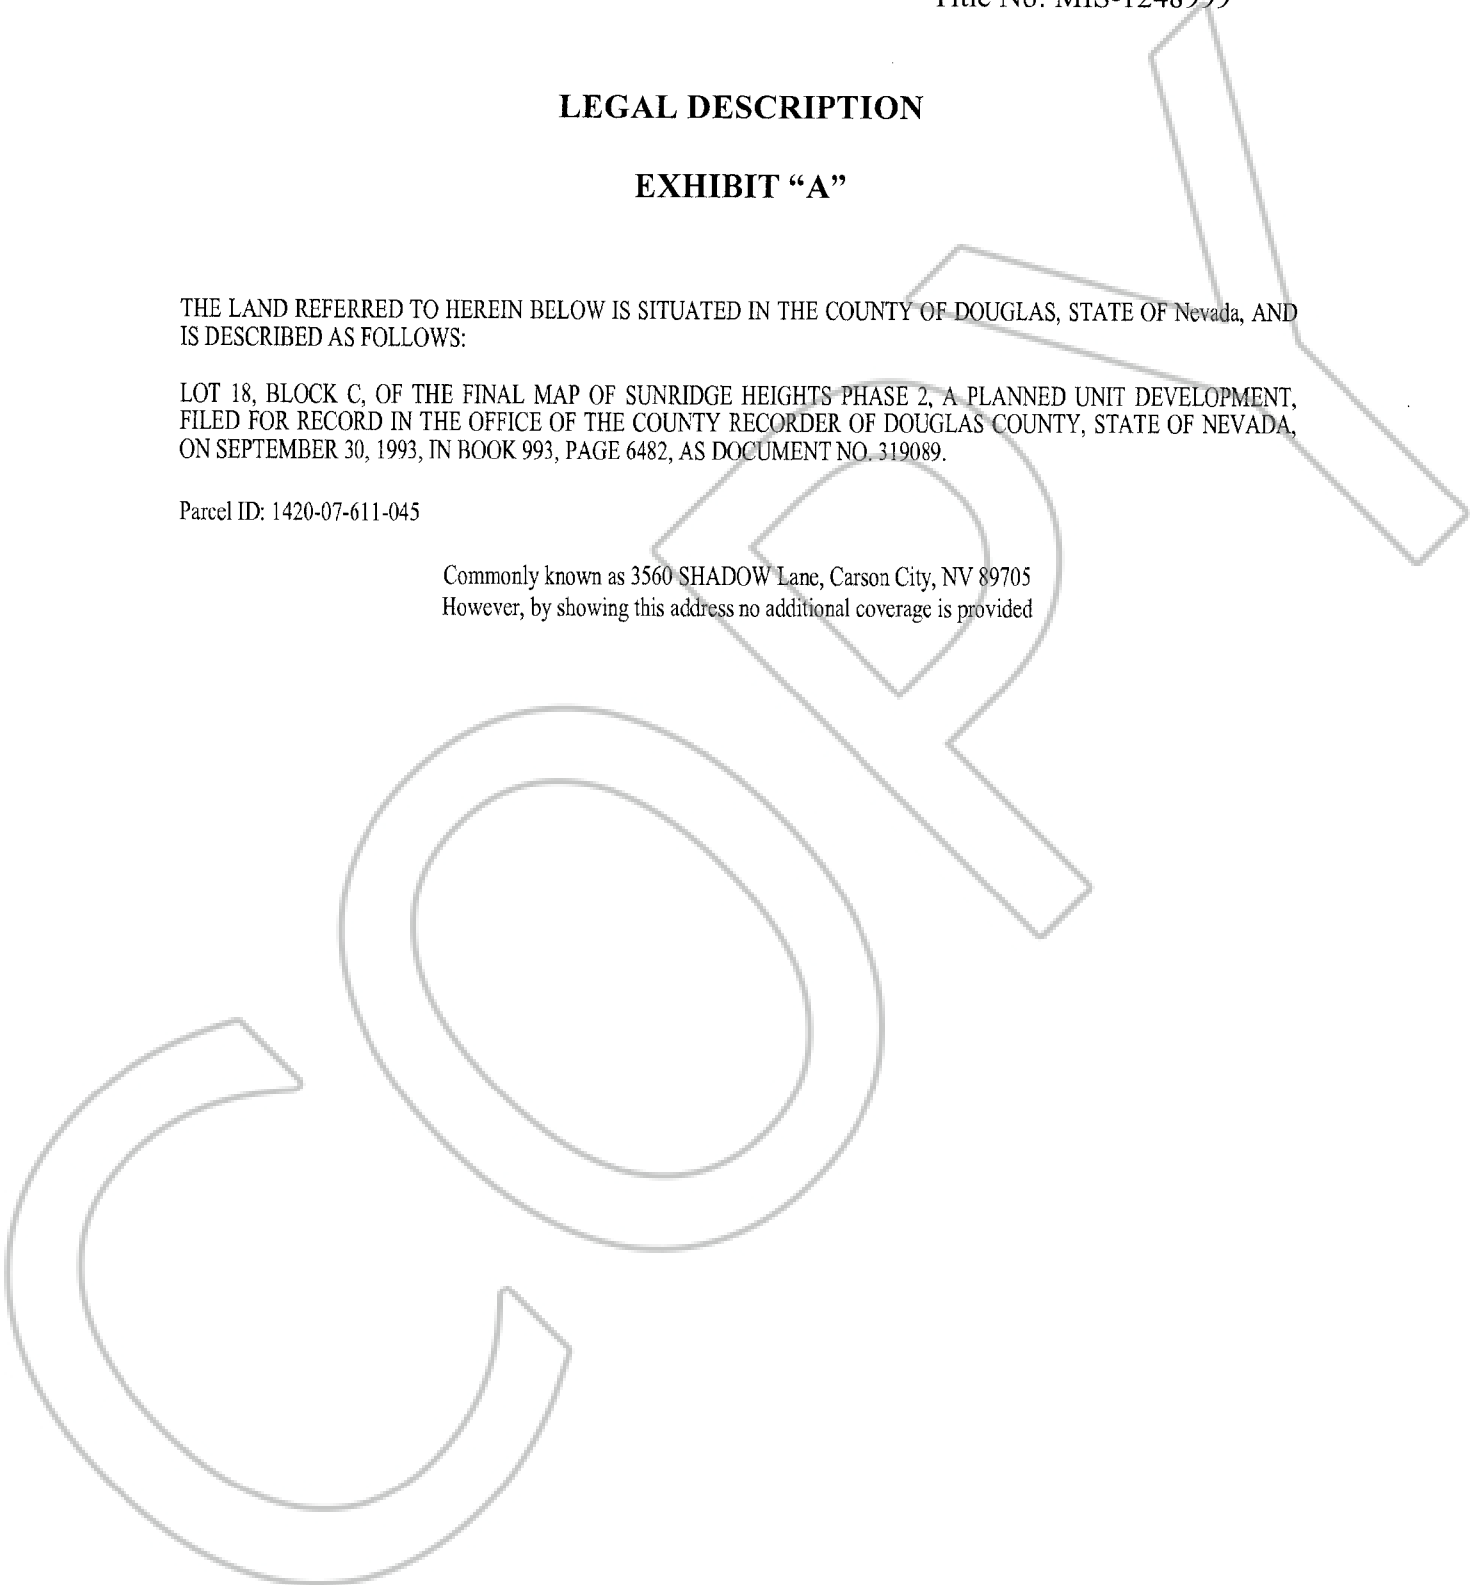 Title No. MIS-1248999
LEGAL DESCRIPTION
EXHIBIT “A”
THE LAND REFERRED TO HEREIN BELOW IS SITUATED IN THE COUNTY OF DOUGLAS, STATE OF Nevada, AND
IS DESCRIBED AS FOLLOWS:
LOT 18, BLOCK C, OF THE FINAL MAP OF SUNRIDGE HEIGHTS PHASE 2, A PLANNED UNIT DEVELOPMENT,
FILED FOR RECORD IN THE OFFICE OF THE COUNTY RECORDER OF DOUGLAS COUNTY, STATE OF NEVADA,
ON SEPTEMBER 30, 1993, IN BOOK 993, PAGE 6482, AS DOCUMENT NO. 319089.
Parcel ID: 1420-07-611-045
Commonly known as 3560 SHADOW Lane, Carson City, NV 89705
However, by showing this address no additional coverage is provided
COPY